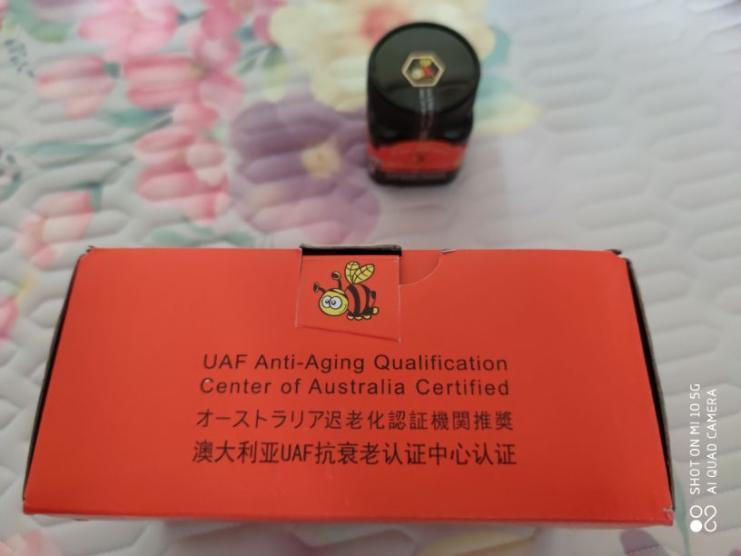 UAF Anti-Aging Qualification
Center of Australia Certified
オーストラリア迟老化認証機関推奨
澳大利亚UAF抗衰老认证中心认证
SHOT ON MI 10 5G
AI QUAD CAMERA